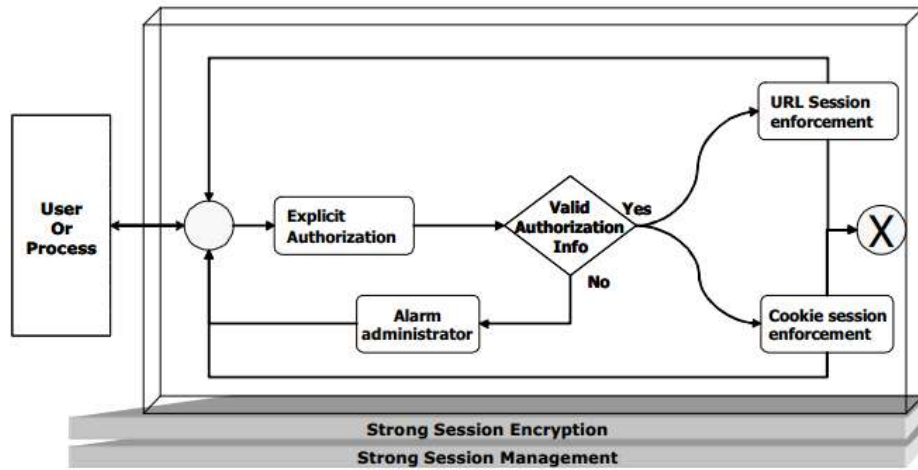 URL Session
enforcement
User
Or
Process
Explicit
Authorization
Valid
Authorization
Info
Yes
No
X
Alarm
administrator
Cookie session
enforcement
Strong Session Encryption
Strong Session Management